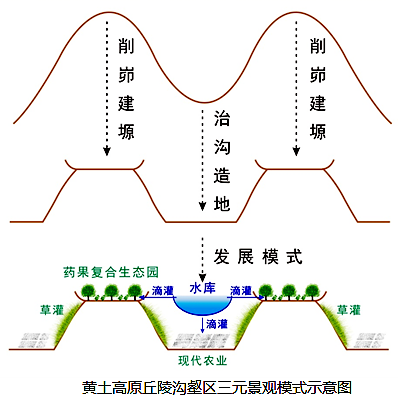 削峁建塬
削峁建塬
治沟造地
发展模式
药果复合生态园
水库
滴灌
滴灌
草灌
草灌
滴灌
现代农业
黄土高原丘陵沟壑区三元景观模式示意图